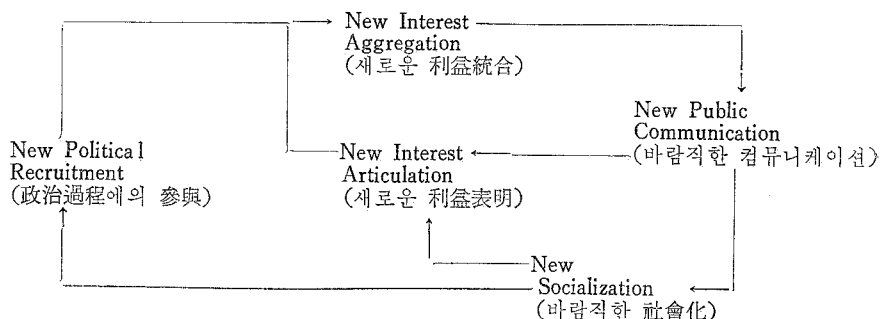 New Interest
Aggregation
(새로운 利益統合)
New Public
Communication
(바람직한 컴뮤니케이션)
New Political
Recruitment
(政治過程에의 參與)
New Interest
Articulation
(새로운 利益表明)
New
Socialization
(바람직한 社會化)